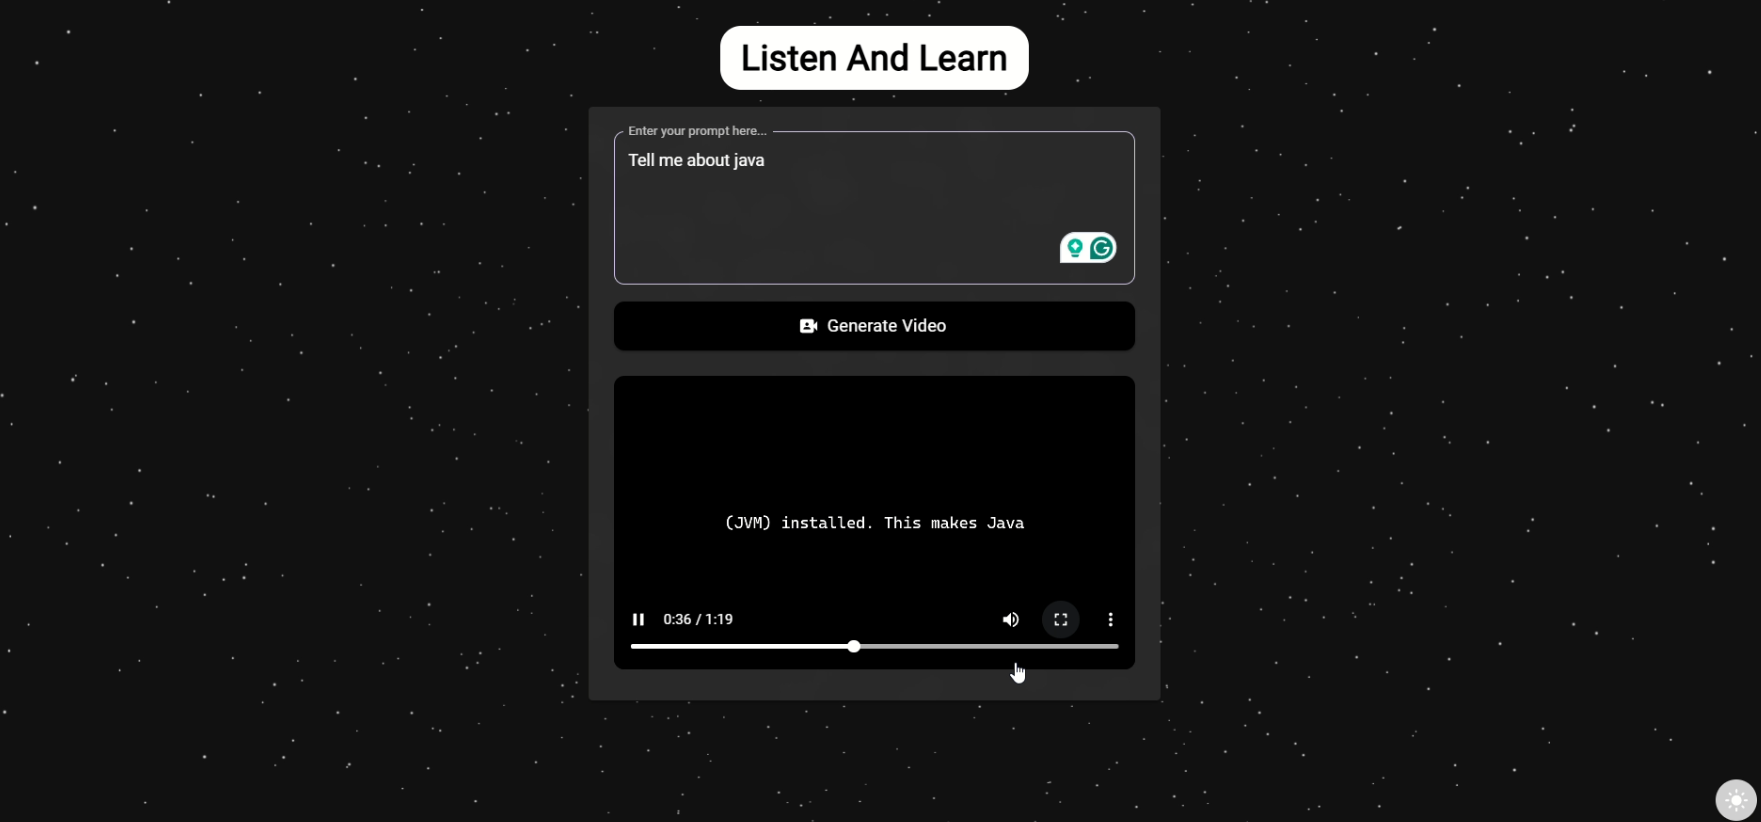 Listen And Learn
Enter your prompt here...
Tell me about java
Generate Video
(JVM) installed. This makes Java
0:36 / 1:19